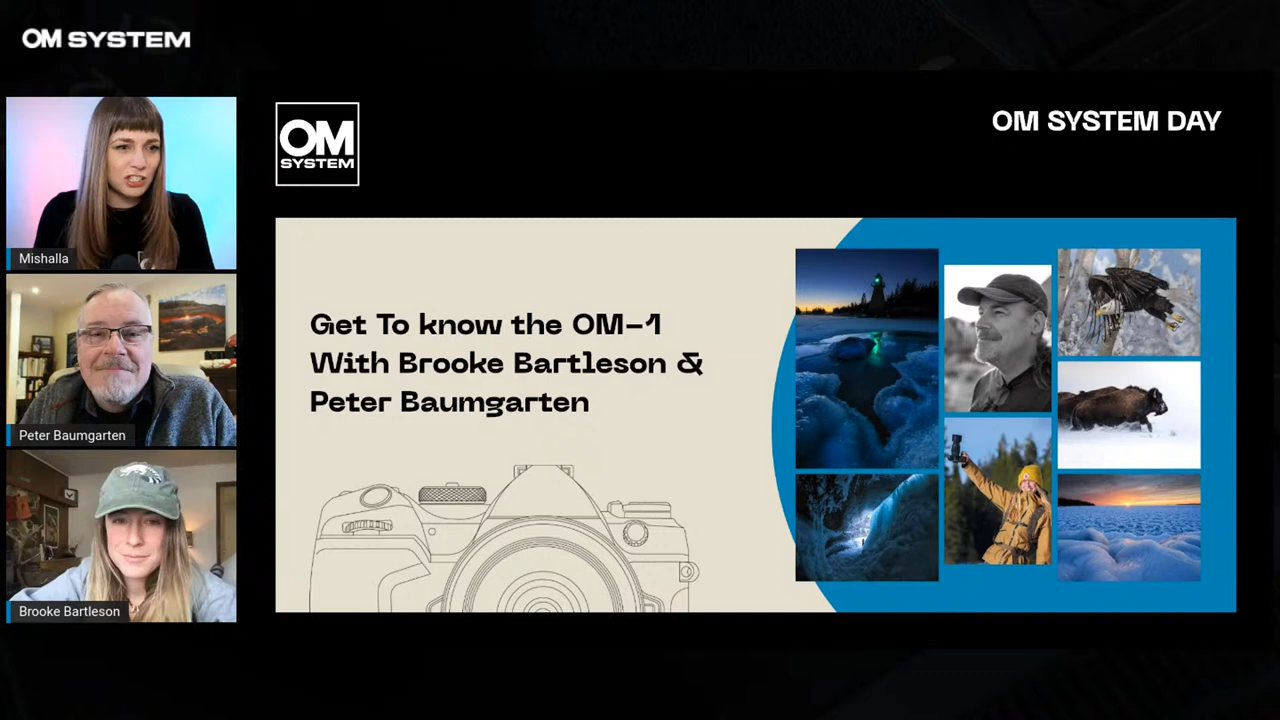 OM SYSTEM
Mishalla
Peter Baumgarten
Brooke Bartleson
OM
SYSTEM
OM SYSTEM DAY
Get To know the OM-1
With Brooke Bartleson &
Peter Baumgarten